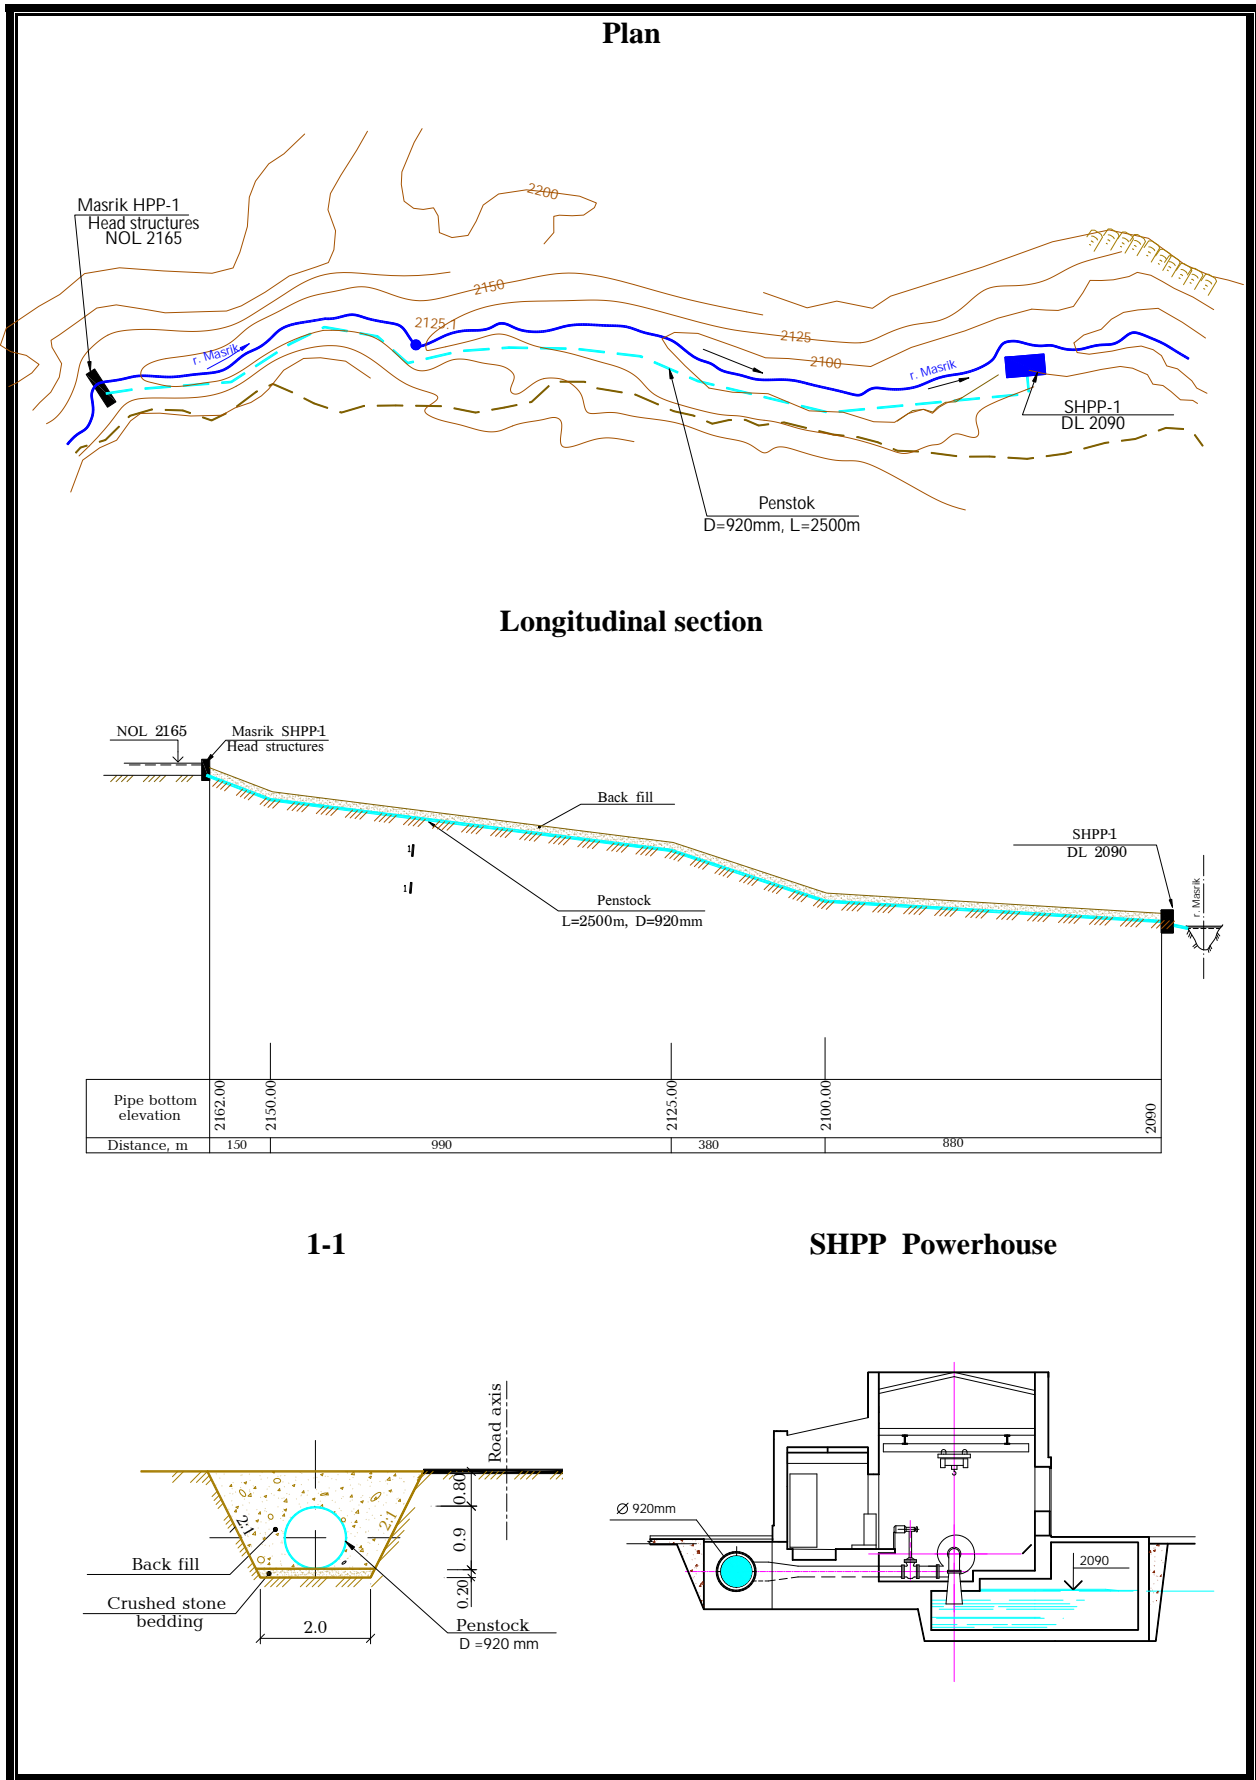 Plan
2200
Masrik HPP-1
Head structures
NOL 2165
2150
2125.1
2125
2100
r. Masrik
r. Masrik
SHPP-1
DL 2090
Penstok
D=920mm, L=2500m
Longitudinal section
NOL 2165
Masrik SHPP-1
Head structures
Back fill
SHPP-1
DL 2090
r. Masrik
1
1
Penstock
L=2500m, D=920mm
Pipe bottom
elevation
2162.00
2150.00
2125.00
2100.00
2090
Distance, m
150
990
380
880
1-1
SHPP Powerhouse
Road axis
0.80
0.9
0.20
2:1
2:1
Back fill
Crushed stone
bedding
2.0
Penstock
D =920 mm
Ø 920mm
2090